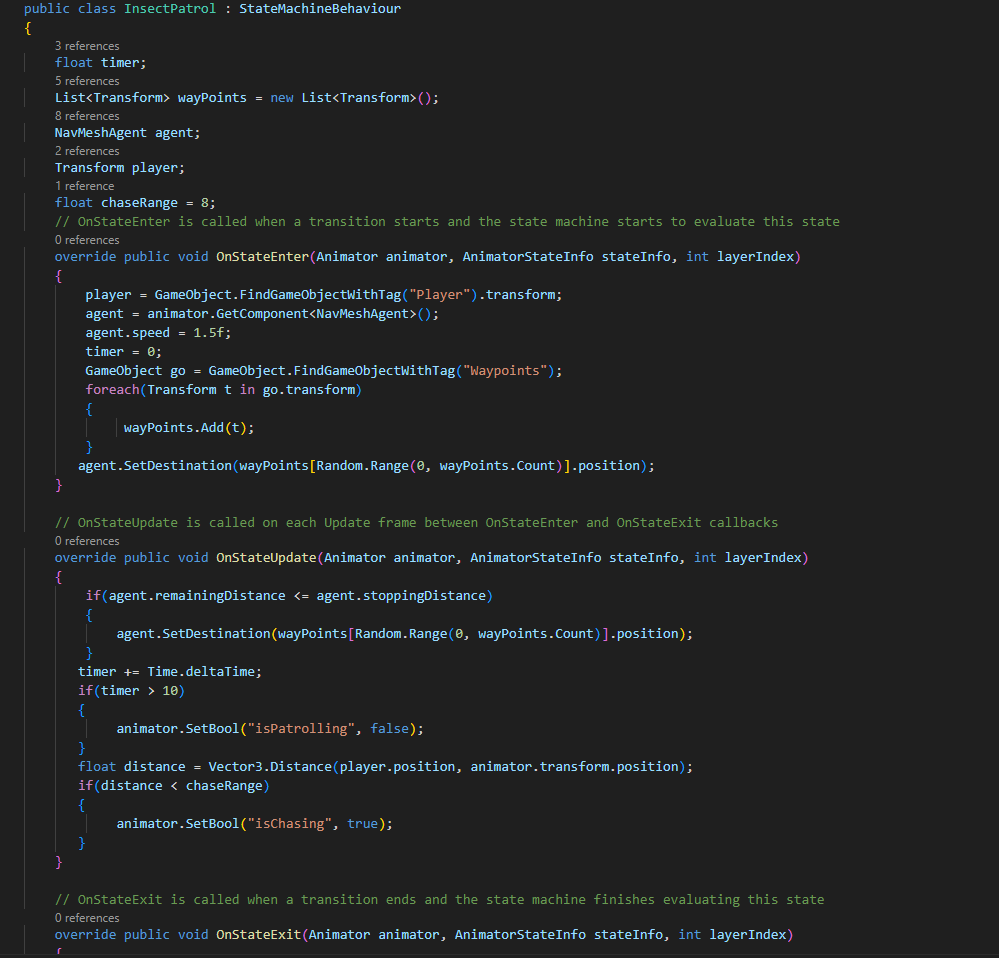 public class InsectPatrol : StateMachineBehaviour
{
3 references
float timer;
5 references
List<Transform> wayPoints = new List<Transform>();
8 references
NavMeshAgent agent;
2 references
Transform player;
1 reference
float chaseRange = 8;
// OnStateEnter is called when a transition starts and the state machine starts to evaluate this state
0 references
override public void OnStateEnter(Animator animator, AnimatorStateInfo stateInfo, int layerIndex)
{
player = GameObject.FindGameObjectWithTag("Player").transform;
agent = animator.GetComponent<NavMeshAgent>();
agent.speed = 1.5f;
timer = 0;
GameObject go = GameObject.FindGameObjectWithTag("Waypoints");
foreach(Transform t in go.transform)
{
wayPoints.Add(t);
}
agent.SetDestination(wayPoints[Random.Range(0, wayPoints.Count)].position);
}
// OnStateUpdate is called on each Update frame between OnStateEnter and OnStateExit callbacks
0 references
override public void OnStateUpdate(Animator animator, AnimatorStateInfo stateInfo, int layerIndex)
{
if(agent.remainingDistance <= agent.stoppingDistance)
{
agent.SetDestination(wayPoints[Random.Range(0, wayPoints.Count)].position);
}
timer += Time.deltaTime;
if(timer > 10)
{
animator.SetBool("isPatrolling", false);
}
float distance = Vector3.Distance(player.position, animator.transform.position);
if(distance < chaseRange)
{
animator.SetBool("isChasing", true);
}
}
// OnStateExit is called when a transition ends and the state machine finishes evaluating this state
0 references
override public void OnStateExit(Animator animator, AnimatorStateInfo stateInfo, int layerIndex)
{